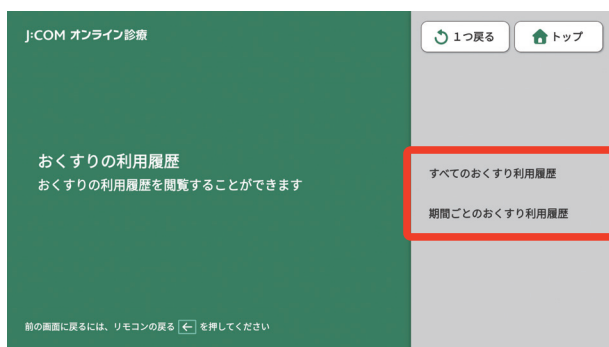 J:COM オンライン診療
1つ戻る
トップ
おくすりの利用履歴
おくすりの利用履歴を閲覧することができます
すべてのおくすり利用履歴
期間ごとのおくすり利用履歴
前の画面に戻るには、リモコンの戻る ← を押してください